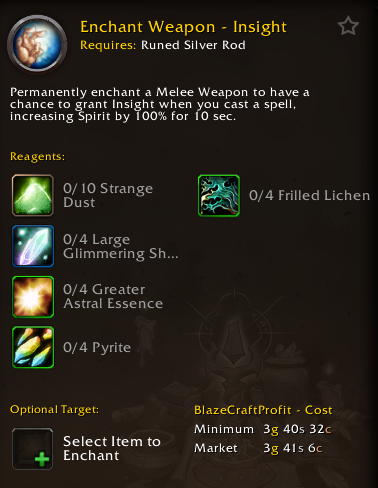 Enchant Weapon - Insight
Requires: Runed Silver Rod
Permanently enchant a Melee Weapon to have a
chance to grant Insight when you cast a spell,
increasing Spirit by 100% for 10 sec.
Reagents:
0/10 Strange
Dust
0/4 Frilled Lichen
0/4 Large
Glimmering Sh...
0/4 Greater
Astral Essence
0/4 Pyrite
Optional Target:
Select Item to
Enchant
BlazeCraftProfit - Cost
Minimum 3g 40s 32c
Market 3g 41s 6c